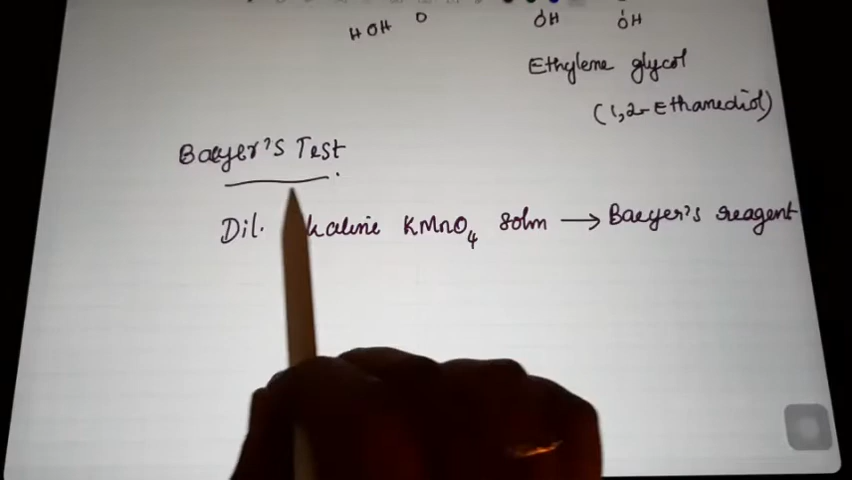 HOH O OH OH
Ethylene glycol
(1,2-Ethanediol)
Baeyer's Test
Dil. kaline KMnO4 soln → Baeyer's reagent